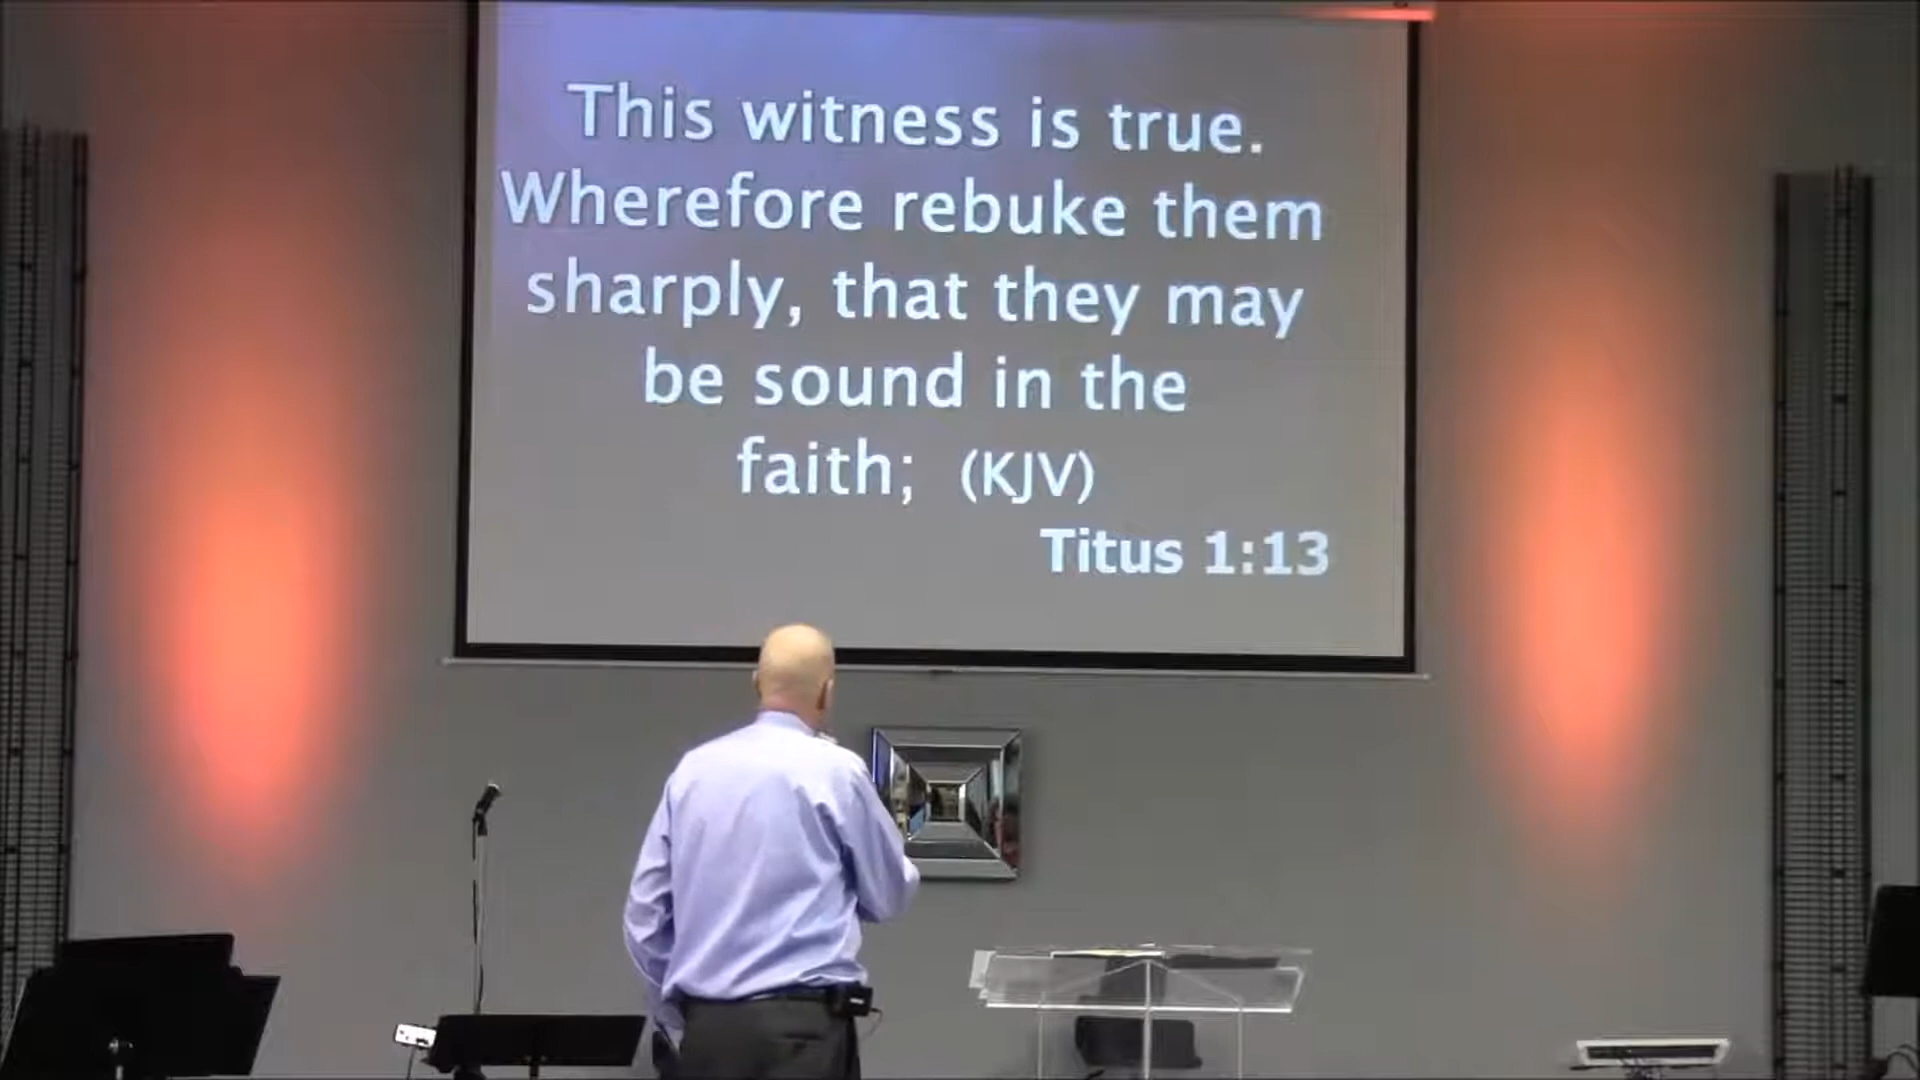 This witness is true.
Wherefore rebuke them
sharply, that they may
be sound in the
faith; (KJV)
Titus 1:13